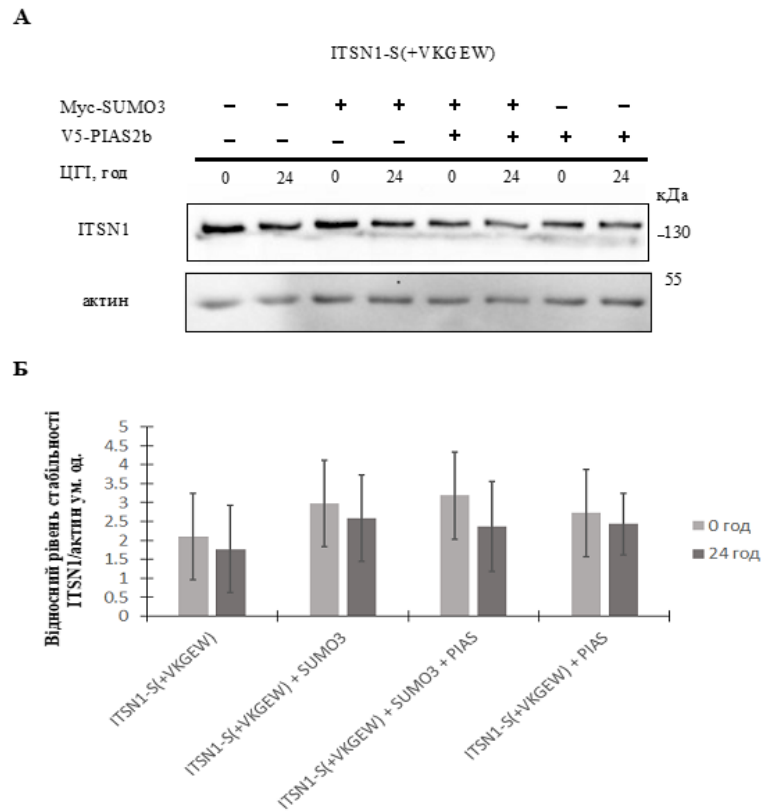 А
ITSN1-S(+VKGEW)
Myc-SUMO3 – – + + + + – –
V5-PIAS2b – – – – + + + +
ЦГІ, год 0 24 0 24 0 24 0 24
кДа
ITSN1
–130
55
актин
Б
Відносний рівень стабільності
ITSN1/актин ум. од.
5
4.5
4
3.5
3
2.5
2
1.5
1
0.5
0
0 год
24 год
ITSN1-S(+VKGEW)
ITSN1-S(+VKGEW) + SUMO3
ITSN1-S(+VKGEW) + SUMO3 + PIAS
ITSN1-S(+VKGEW) + PIAS